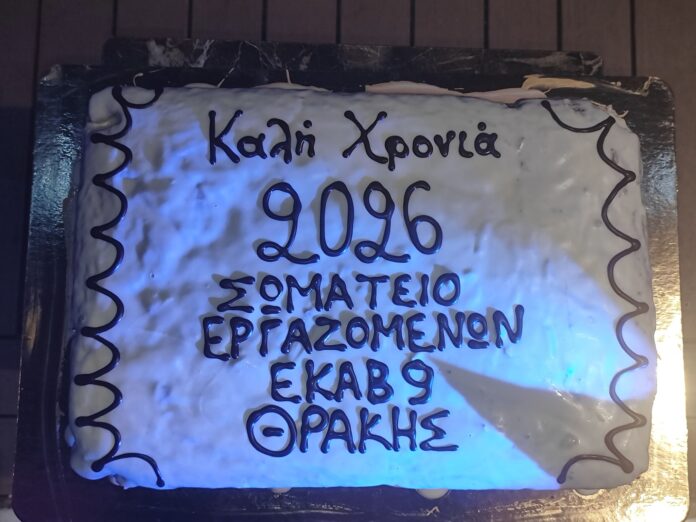 Καλή Χρονιά
2026
ΣΩΜΑΤΕΙΟ
ΕΡΓΑΖΟΜΕΝΩΝ
ΕΚΑΒ 9
ΘΡΑΚΗΣ